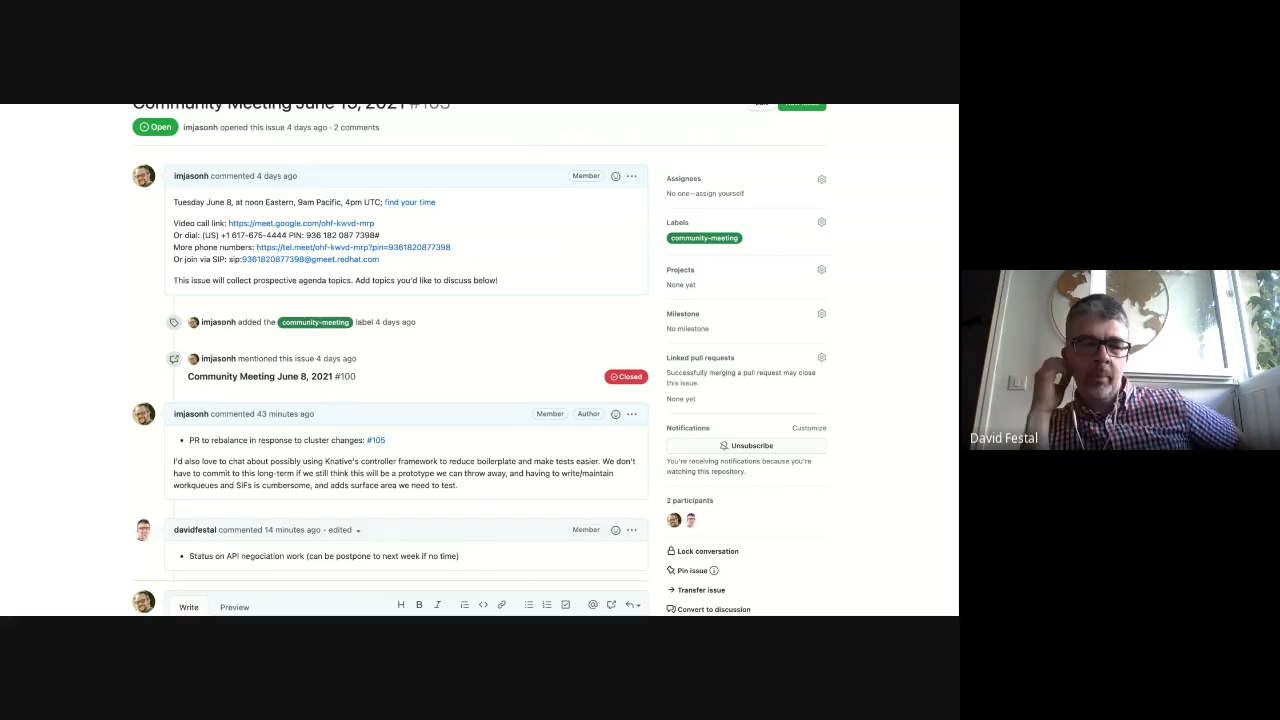 Community Meeting June 15, 2021 #103
Open imjasonh opened this issue 4 days ago · 2 comments
imjasonh commented 4 days ago Member
Tuesday June 8, at noon Eastern, 9am Pacific, 4pm UTC; find your time
Video call link: https://meet.google.com/ohf-kwvd-mrp
Or dial: (US) +1 617-675-4444 PIN: 936 182 087 7398#
More phone numbers: https://tel.meet/ohf-kwvd-mrp?pin=9361820877398
Or join via SIP: sip:9361820877398@gmeet.redhat.com
This issue will collect prospective agenda topics. Add topics you'd like to discuss below!
imjasonh added the community-meeting label 4 days ago
imjasonh mentioned this issue 4 days ago
Community Meeting June 8, 2021 #100 Closed
imjasonh commented 43 minutes ago Member Author
• PR to rebalance in response to cluster changes: #105
I'd also love to chat about possibly using Knative's controller framework to reduce boilerplate and make tests easier. We don't
have to commit to this long-term if we still think this will be a prototype we can throw away, and having to write/maintain
workqueues and SIFs is cumbersome, and adds surface area we need to test.
davidfestal commented 14 minutes ago · edited Member
• Status on API negociation work (can be postpone to next week if no time)
Write Preview
Assignees
No one—assign yourself
Labels
community-meeting
Projects
None yet
Milestone
No milestone
Linked pull requests
Successfully merging a pull request may close
this issue.
None yet
Notifications Customize
Unsubscribe
You're receiving notifications because you're
watching this repository.
2 participants
Lock conversation
Pin issue
Transfer issue
Convert to discussion
David Festal